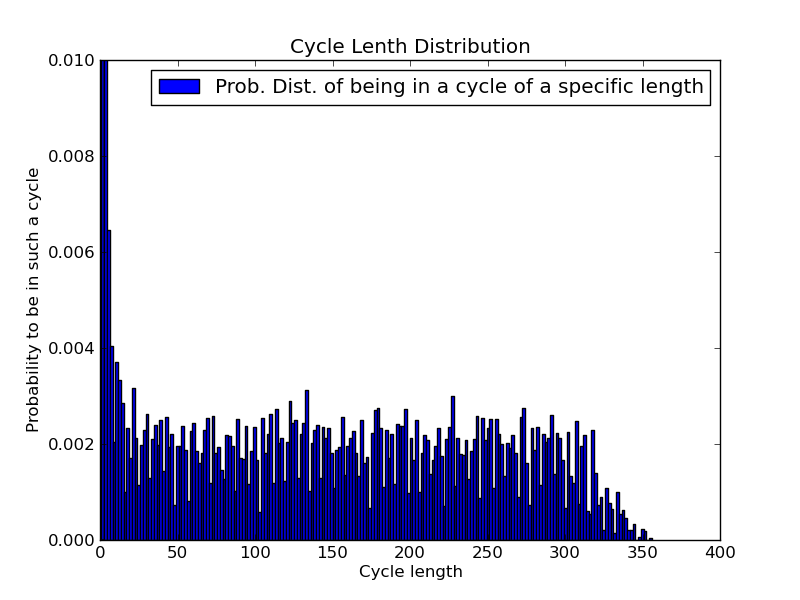 Cycle Lenth Distribution
Prob. Dist. of being in a cycle of a specific length
Probability to be in such a cycle
0.010
0.008
0.006
0.004
0.002
0.000
0 50 100 150 200 250 300 350 400
Cycle length